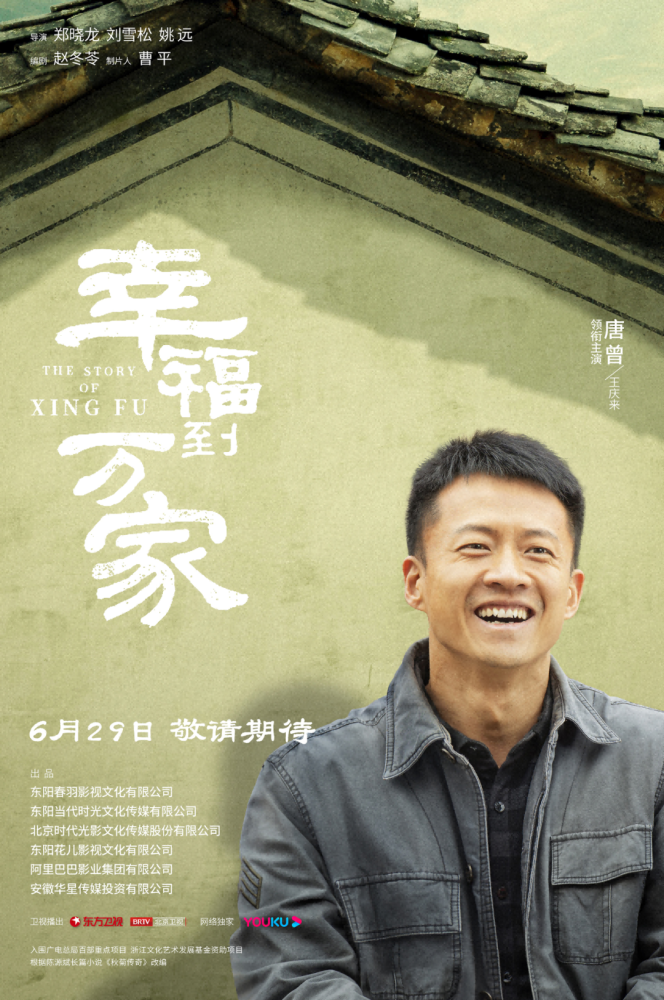 导演 郑晓龙 刘雪松 姚远
编剧 赵冬苓 制片人 曹平
幸福到万家
THE STORY
OF
XING FU
领衔主演
唐曾/王庆来
6月29日 敬请期待
出品
东阳春羽影视文化有限公司
东阳当代时光文化传媒有限公司
北京时代光影文化传媒股份有限公司
东阳花儿影视文化有限公司
阿里巴巴影业集团有限公司
安徽华星传媒投资有限公司
卫视播出 东方卫视 BRTV 北京卫视 网络独家 YOUKU
入围广电总局百部重点项目 浙江文化艺术发展基金资助项目
根据陈源斌长篇小说《秋菊传奇》改编